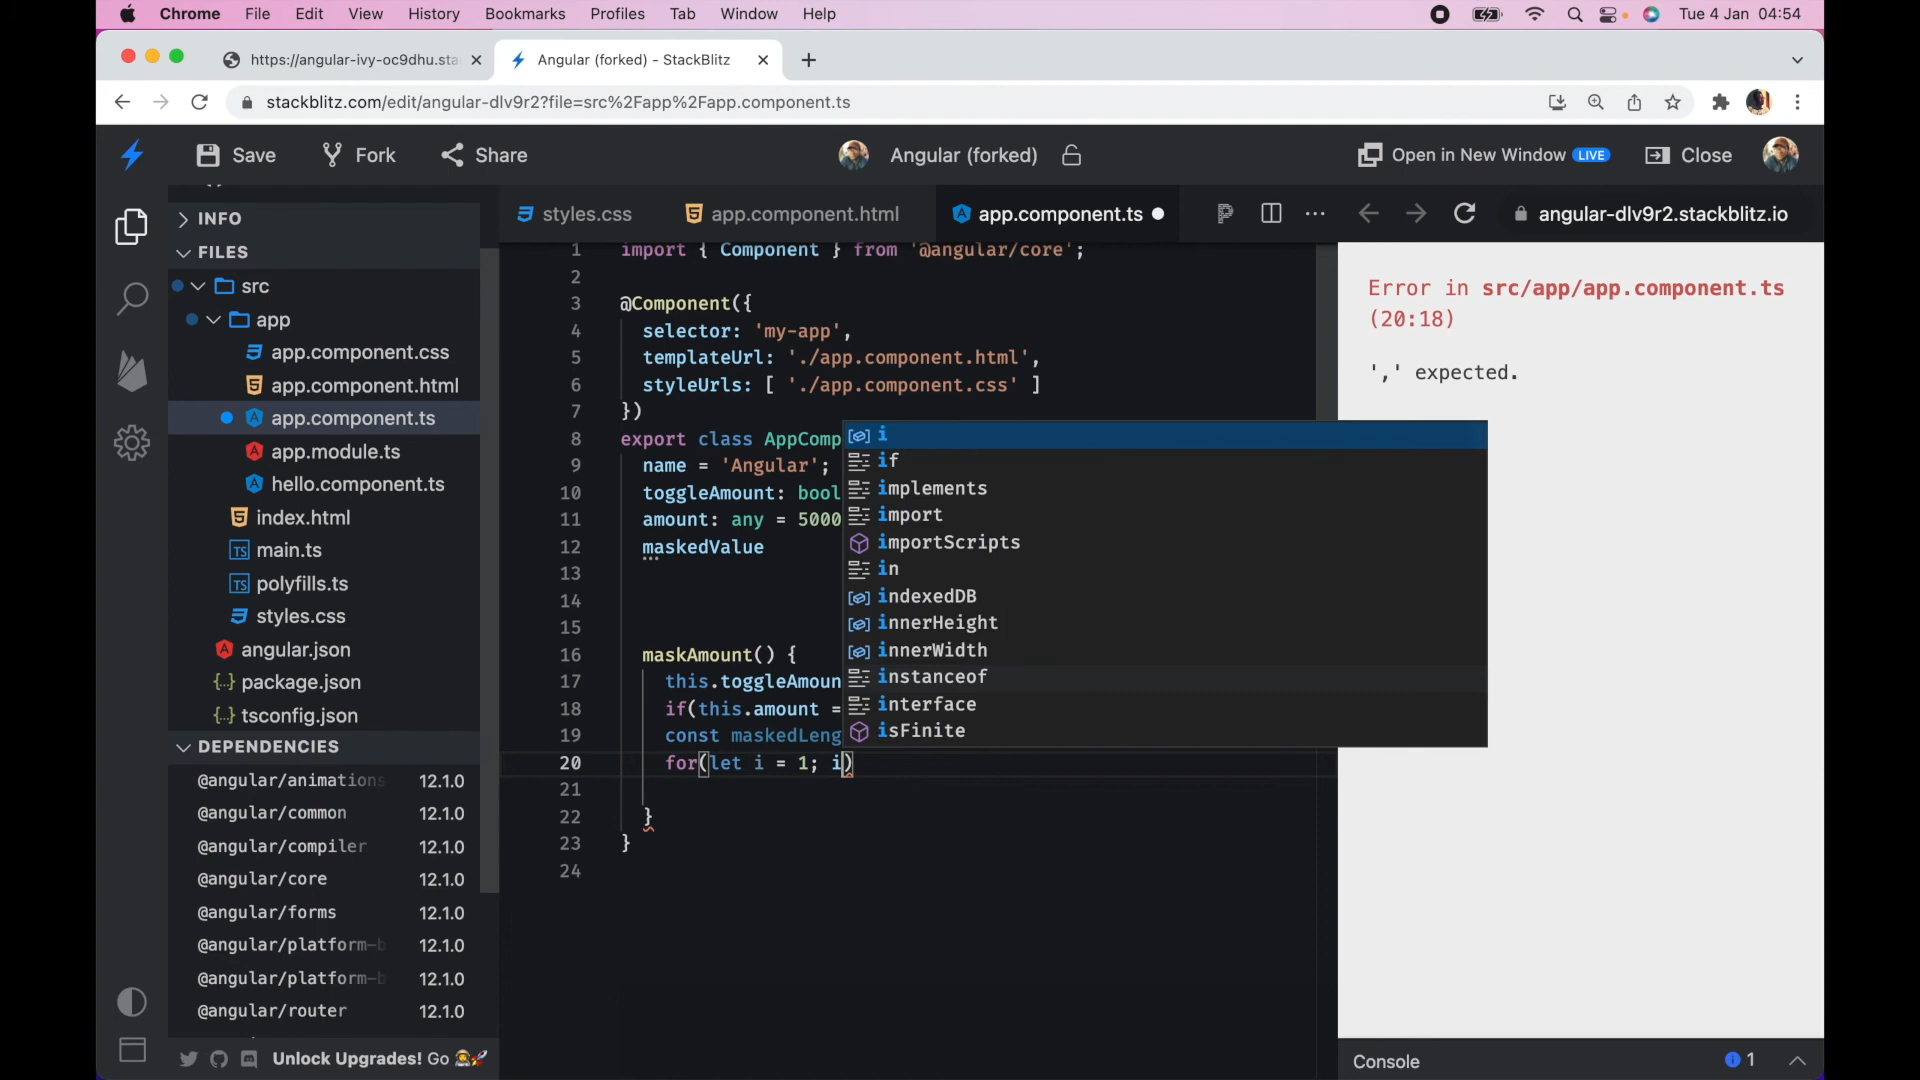 Chrome File Edit View History Bookmarks Profiles Tab Window Help Tue 4 Jan 04:54
https://angular-ivy-oc9dhu.sta Angular (forked) - StackBlitz
stackblitz.com/edit/angular-dlv9r2?file=src%2Fapp%2Fapp.component.ts
Save Fork Share Angular (forked) Open in New Window LIVE Close
INFO
FILES
src
app
app.component.css
app.component.html
app.component.ts
app.module.ts
hello.component.ts
index.html
main.ts
polyfills.ts
styles.css
angular.json
package.json
tsconfig.json
DEPENDENCIES
@angular/animations 12.1.0
@angular/common 12.1.0
@angular/compiler 12.1.0
@angular/core 12.1.0
@angular/forms 12.1.0
@angular/platform-b 12.1.0
@angular/platform-b 12.1.0
@angular/router 12.1.0
Unlock Upgrades! Go
styles.css app.component.html app.component.ts
1 import { Component } from '@angular/core';
2
3 @Component({
4 selector: 'my-app',
5 templateUrl: './app.component.html',
6 styleUrls: [ './app.component.css' ]
7 })
8 export class AppComp
9 name = 'Angular';
10 toggleAmount: bool
11 amount: any = 5000
12 maskedValue
13
14
15
16 maskAmount() {
17 this.toggleAmoun
18 if(this.amount =
19 const maskedLeng
20 for(let i = 1; i)
21
22 }
23 }
24
i
if
implements
import
importScripts
in
indexedDB
innerHeight
innerWidth
instanceof
interface
isFinite
angular-dlv9r2.stackblitz.io
Error in src/app/app.component.ts
(20:18)
',' expected.
Console 1